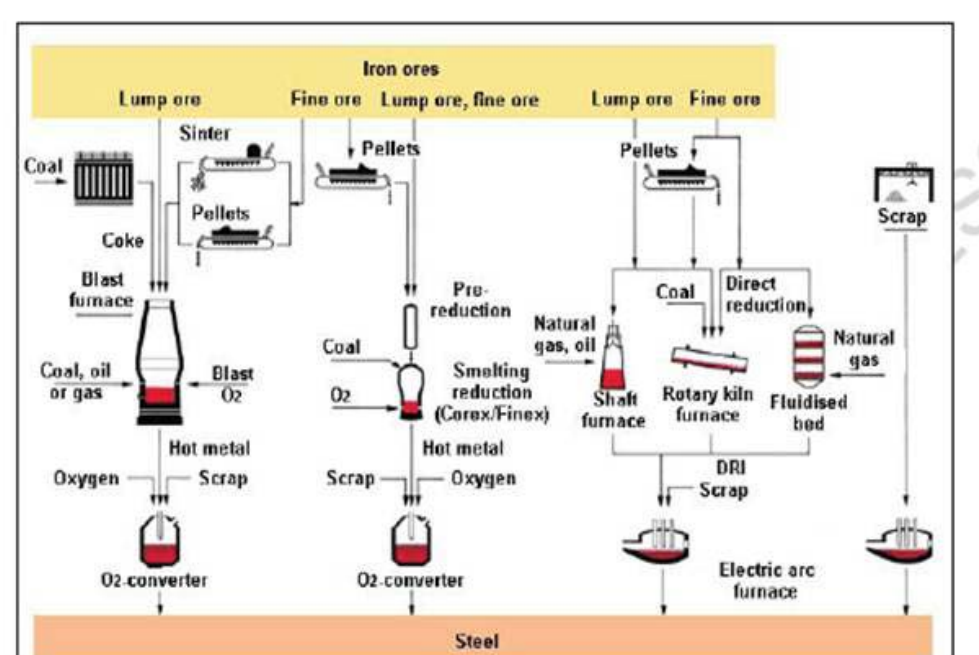 Iron ores
Lump ore
Fine ore
Lump ore, fine ore
Lump ore
Fine ore
Sinter
Coal
Pellets
Coke
Blast
furnace
Coal, oil
or gas
Blast
O2
Hot metal
Oxygen
Scrap
O2-converter
Pellets
Pre-
reduction
Coal
O2
Smelting
reduction
(Corex/Finex)
Hot metal
Scrap
Oxygen
O2-converter
Pellets
Coal
Direct
reduction
Natural
gas, oil
Shaft
furnace
Rotary kiln
furnace
Fluidised
bed
Natural
gas
DRI
Scrap
Electric arc
furnace
Scrap
Steel